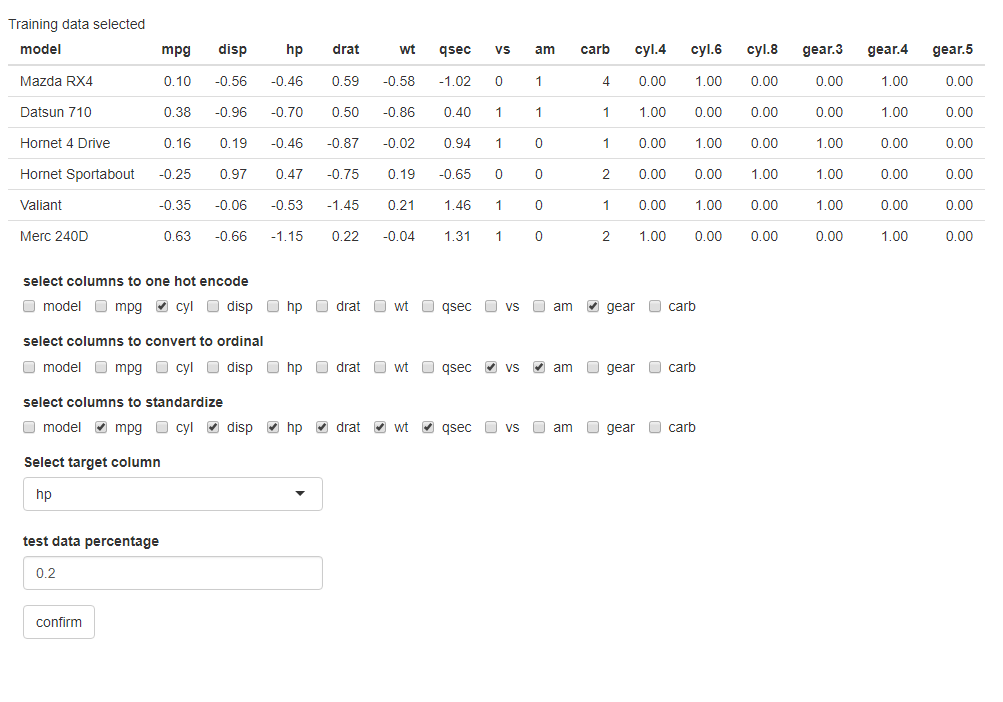 Training data selected
model mpg disp hp drat wt qsec vs am carb cyl.4 cyl.6 cyl.8 gear.3 gear.4 gear.5
Mazda RX4 0.10 -0.56 -0.46 0.59 -0.58 -1.02 0 1 4 0.00 1.00 0.00 0.00 1.00 0.00
Datsun 710 0.38 -0.96 -0.70 0.50 -0.86 0.40 1 1 1 1.00 0.00 0.00 0.00 1.00 0.00
Hornet 4 Drive 0.16 0.19 -0.46 -0.87 -0.02 0.94 1 0 1 0.00 1.00 0.00 1.00 0.00 0.00
Hornet Sportabout -0.25 0.97 0.47 -0.75 0.19 -0.65 0 0 2 0.00 0.00 1.00 1.00 0.00 0.00
Valiant -0.35 -0.06 -0.53 -1.45 0.21 1.46 1 0 1 0.00 1.00 0.00 1.00 0.00 0.00
Merc 240D 0.63 -0.66 -1.15 0.22 -0.04 1.31 1 0 2 1.00 0.00 0.00 0.00 1.00 0.00
select columns to one hot encode
model mpg cyl disp hp drat wt qsec vs am gear carb
select columns to convert to ordinal
model mpg cyl disp hp drat wt qsec vs am gear carb
select columns to standardize
model mpg cyl disp hp drat wt qsec vs am gear carb
Select target column
hp
test data percentage
0.2
confirm